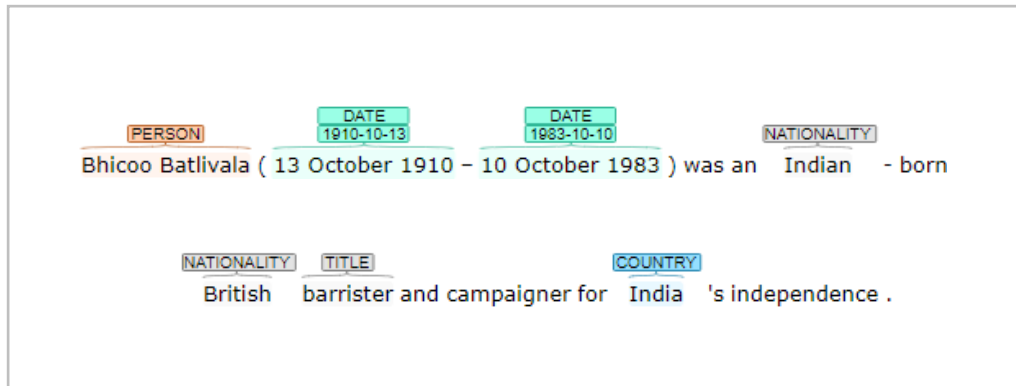 DATE DATE
PERSON 1910-10-13 1983-10-10 NATIONALITY
Bhicoo Batlivala ( 13 October 1910 – 10 October 1983 ) was an Indian - born
NATIONALITY TITLE COUNTRY
British barrister and campaigner for India 's independence .